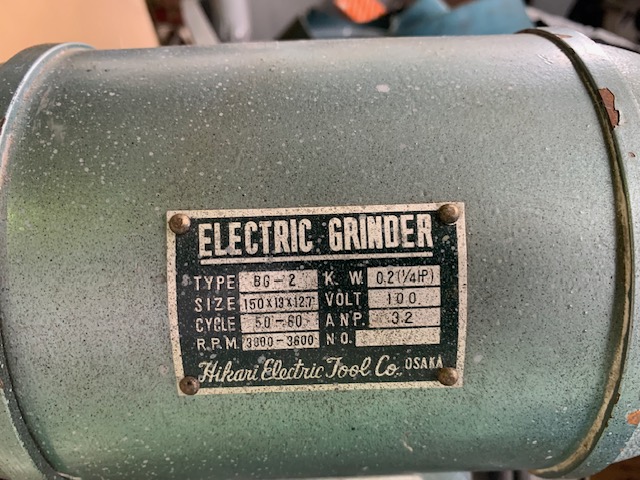 ELECTRIC GRINDER
TYPE BG-2 K.W. 0.2(1/4HP)
SIZE 150×13×12.7 VOLT 100
CYCLE 50-60 ANP. 3.2
R.P.M. 3000-3600 NO.
Hikari Electric Tool Co. OSAKA